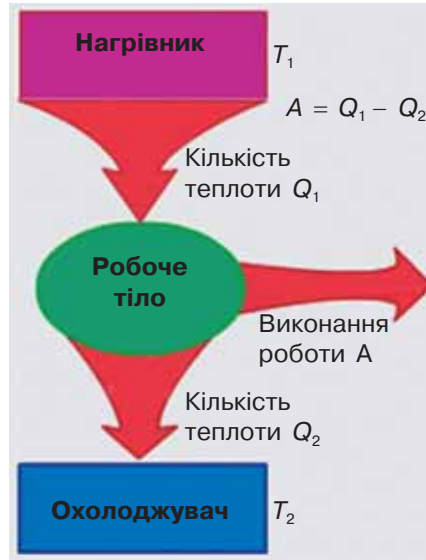 Нагрівник
T₁
A = Q₁ – Q₂
Кількість
теплоти Q₁
Робоче
тіло
Виконання
роботи А
Кількість
теплоти Q₂
Охолоджувач
T₂